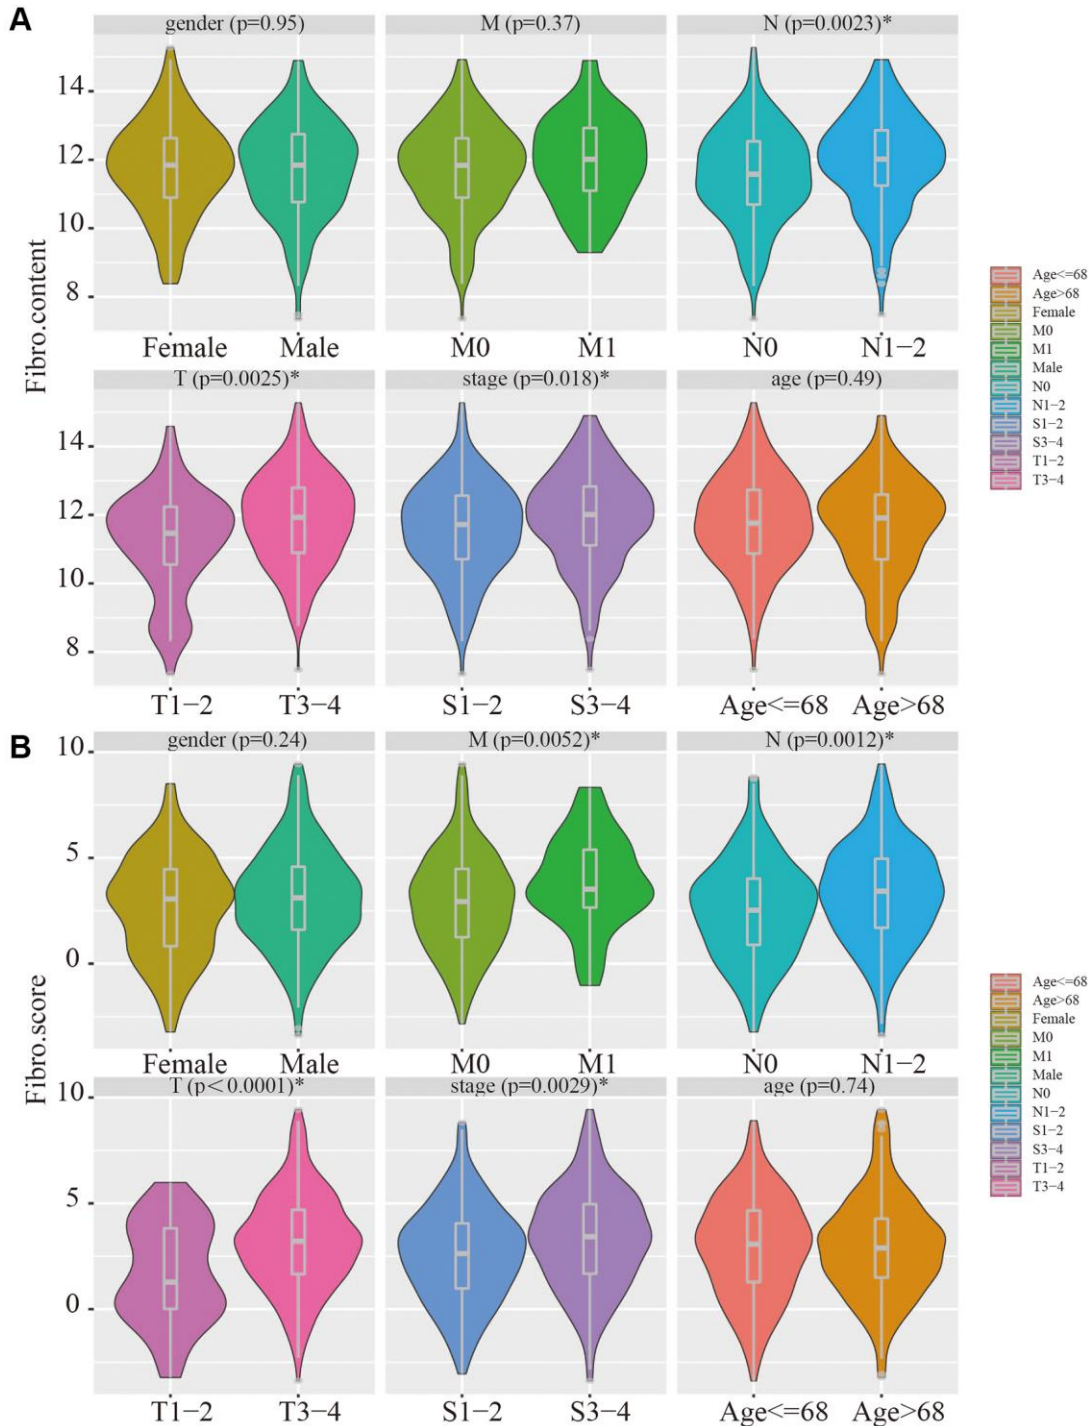 A
gender (p=0.95)
M (p=0.37)
N (p=0.0023)*
14
12
10
8
Fibro.content
Female
Male
M0
M1
N0
N1−2
T (p=0.0025)*
stage (p=0.018)*
age (p=0.49)
14
12
10
8
T1−2
T3−4
S1−2
S3−4
Age<=68
Age>68
Age<=68
Age>68
Female
M0
M1
Male
N0
N1−2
S1−2
S3−4
T1−2
T3−4
B
gender (p=0.24)
M (p=0.0052)*
N (p=0.0012)*
10
5
0
Fibro.score
Female
Male
M0
M1
N0
N1−2
T (p<0.0001)*
stage (p=0.0029)*
age (p=0.74)
10
5
0
T1−2
T3−4
S1−2
S3−4
Age<=68
Age>68
Age<=68
Age>68
Female
M0
M1
Male
N0
N1−2
S1−2
S3−4
T1−2
T3−4